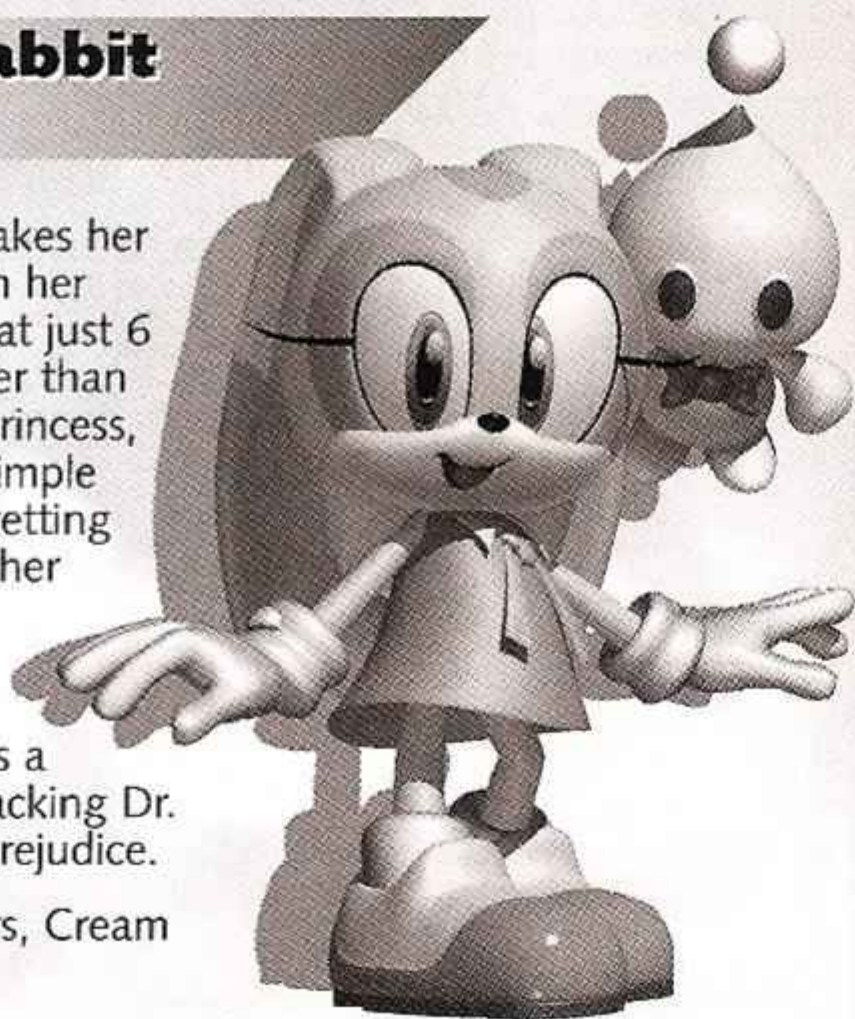 abbit
akes her
n her
at just 6
er than
rincess,
imple
etting
her
s a
acking Dr.
rejudice.
s, Cream